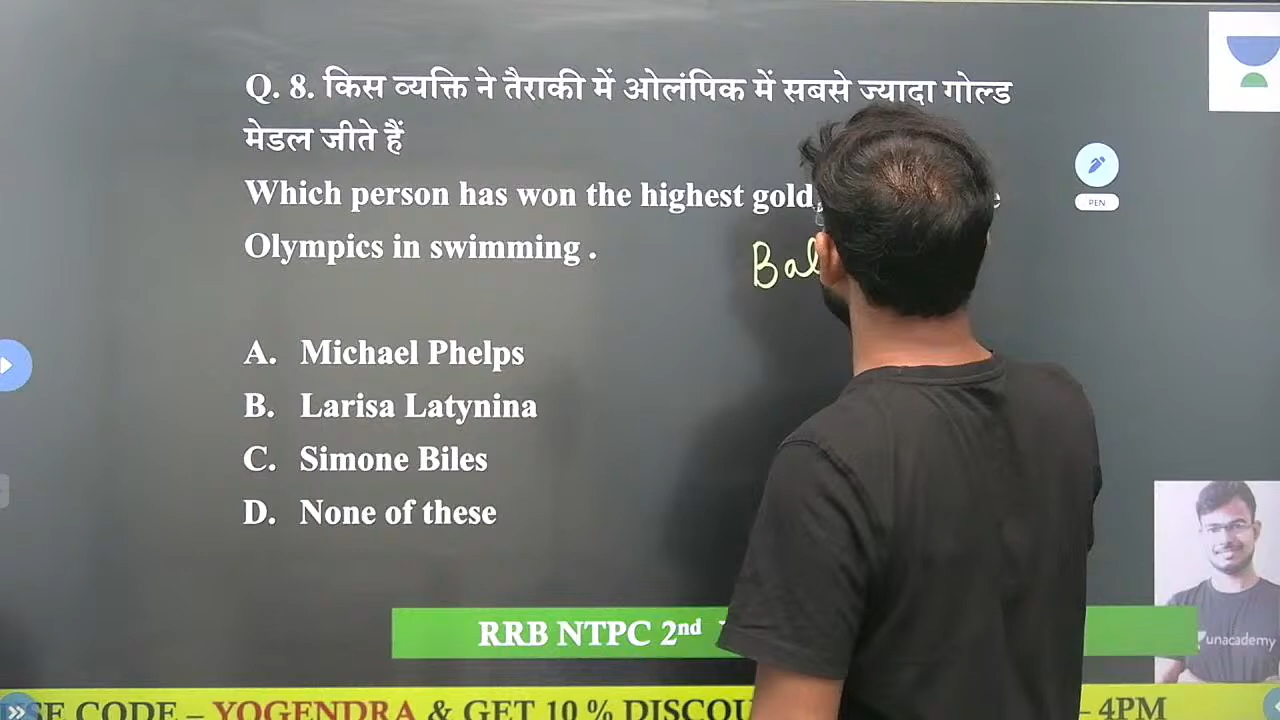 Q. 8. किस व्यक्ति ने तैराकी में ओलंपिक में सबसे ज्यादा गोल्ड
मेडल जीते हैं
Which person has won the highest gold
Olympics in swimming .
Bal
A. Michael Phelps
B. Larisa Latynina
C. Simone Biles
D. None of these
PEN
RRB NTPC 2nd
unacademy
CODE – YOGENDRA & GET 10 % DISCOU
– 4PM